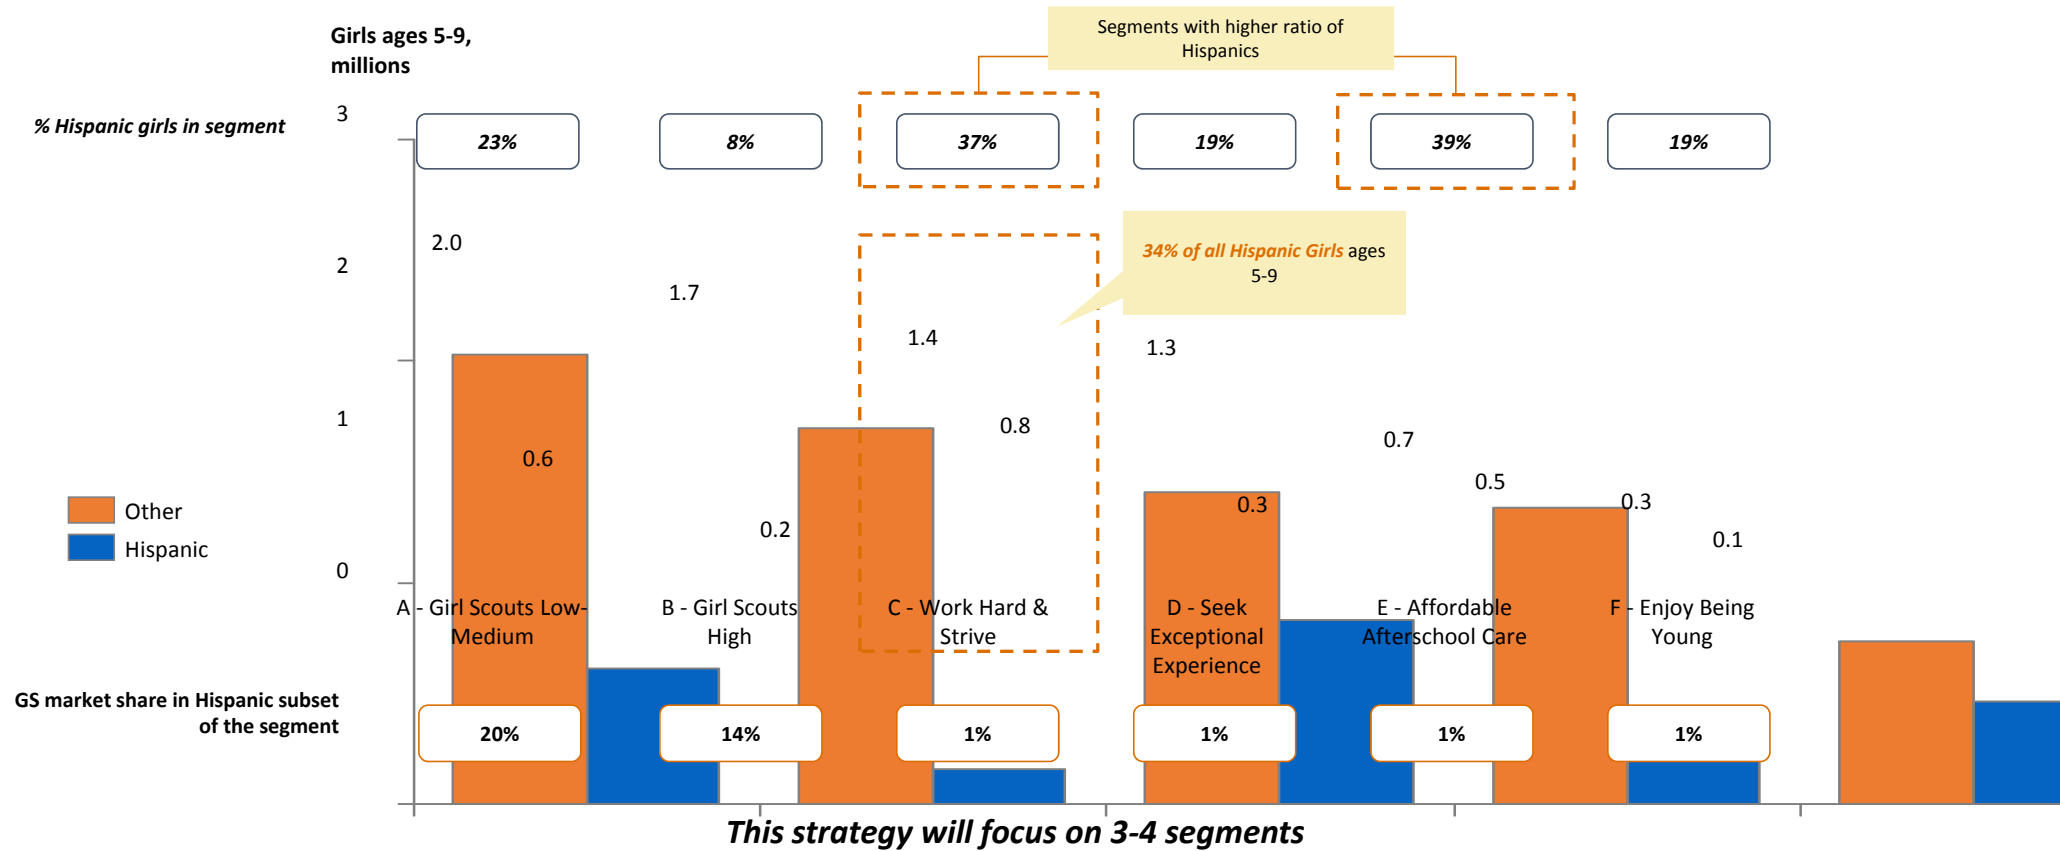 Segments with higher ratio of
Hispanics
Girls ages 5-9,
millions
% Hispanic girls in segment
3
23%
8%
37%
19%
39%
19%
34% of all Hispanic Girls ages
5-9
2.0
2
1.7
1.4
1.3
1
0.8
0.7
0.6
0.5
0.3
0.3
0.2
0.1
Other
Hispanic
0
A - Girl Scouts Low-
Medium
B - Girl Scouts
High
C - Work Hard &
Strive
D - Seek
Exceptional
Experience
E - Affordable
Afterschool Care
F - Enjoy Being
Young
GS market share in Hispanic subset
of the segment
20%
14%
1%
1%
1%
1%
This strategy will focus on 3-4 segments